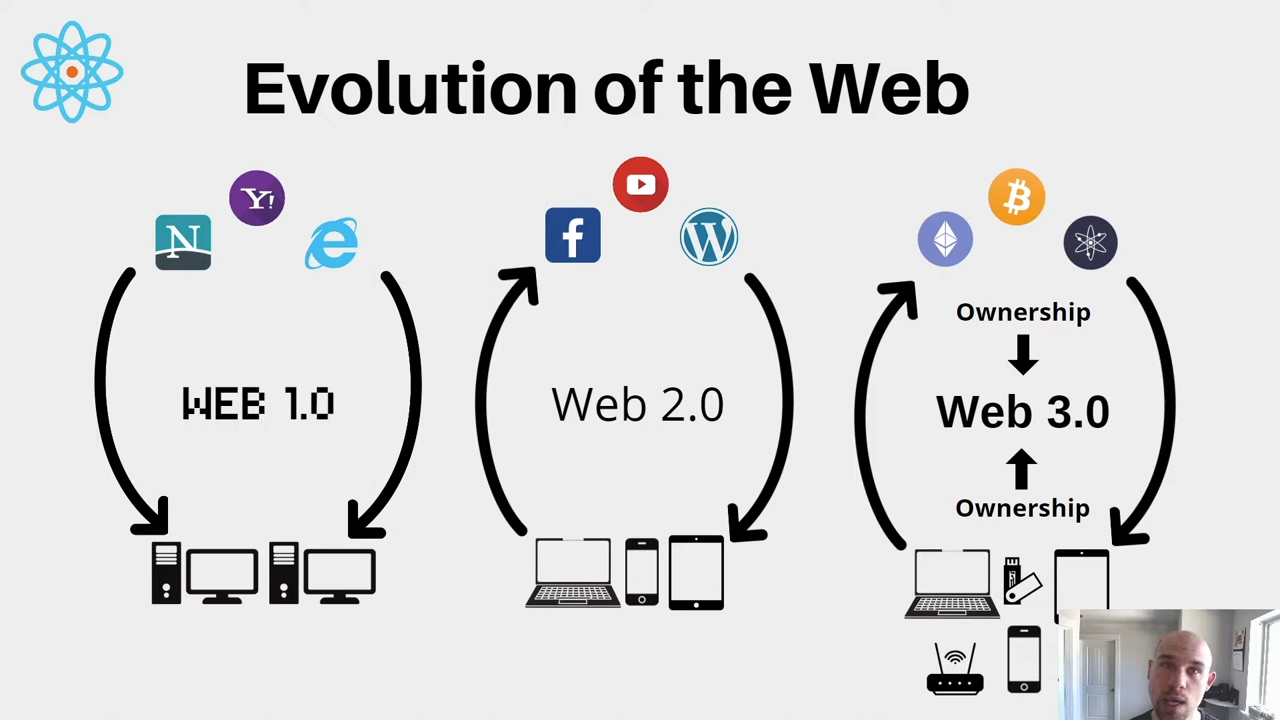 Evolution of the Web
Y!
N
e
f
W
B
Ownership
WEB 1.0
Web 2.0
Web 3.0
Ownership